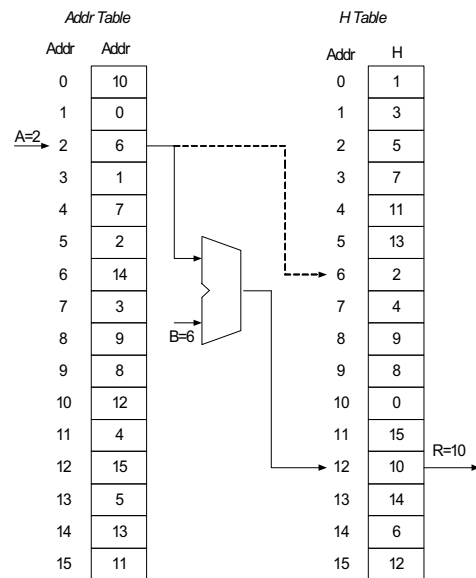 Addr Table H Table
Addr Addr Addr H
0 10 0 1
1 0 1 3
A=2 2 6 2 5
3 1 3 7
4 7 4 11
5 2 5 13
6 14 6 2
7 3 7 4
B=6
8 9 8 9
9 8 9 8
10 12 10 0
11 4 11 15
R=10
12 15 12 10
13 5 13 14
14 13 14 6
15 11 15 12